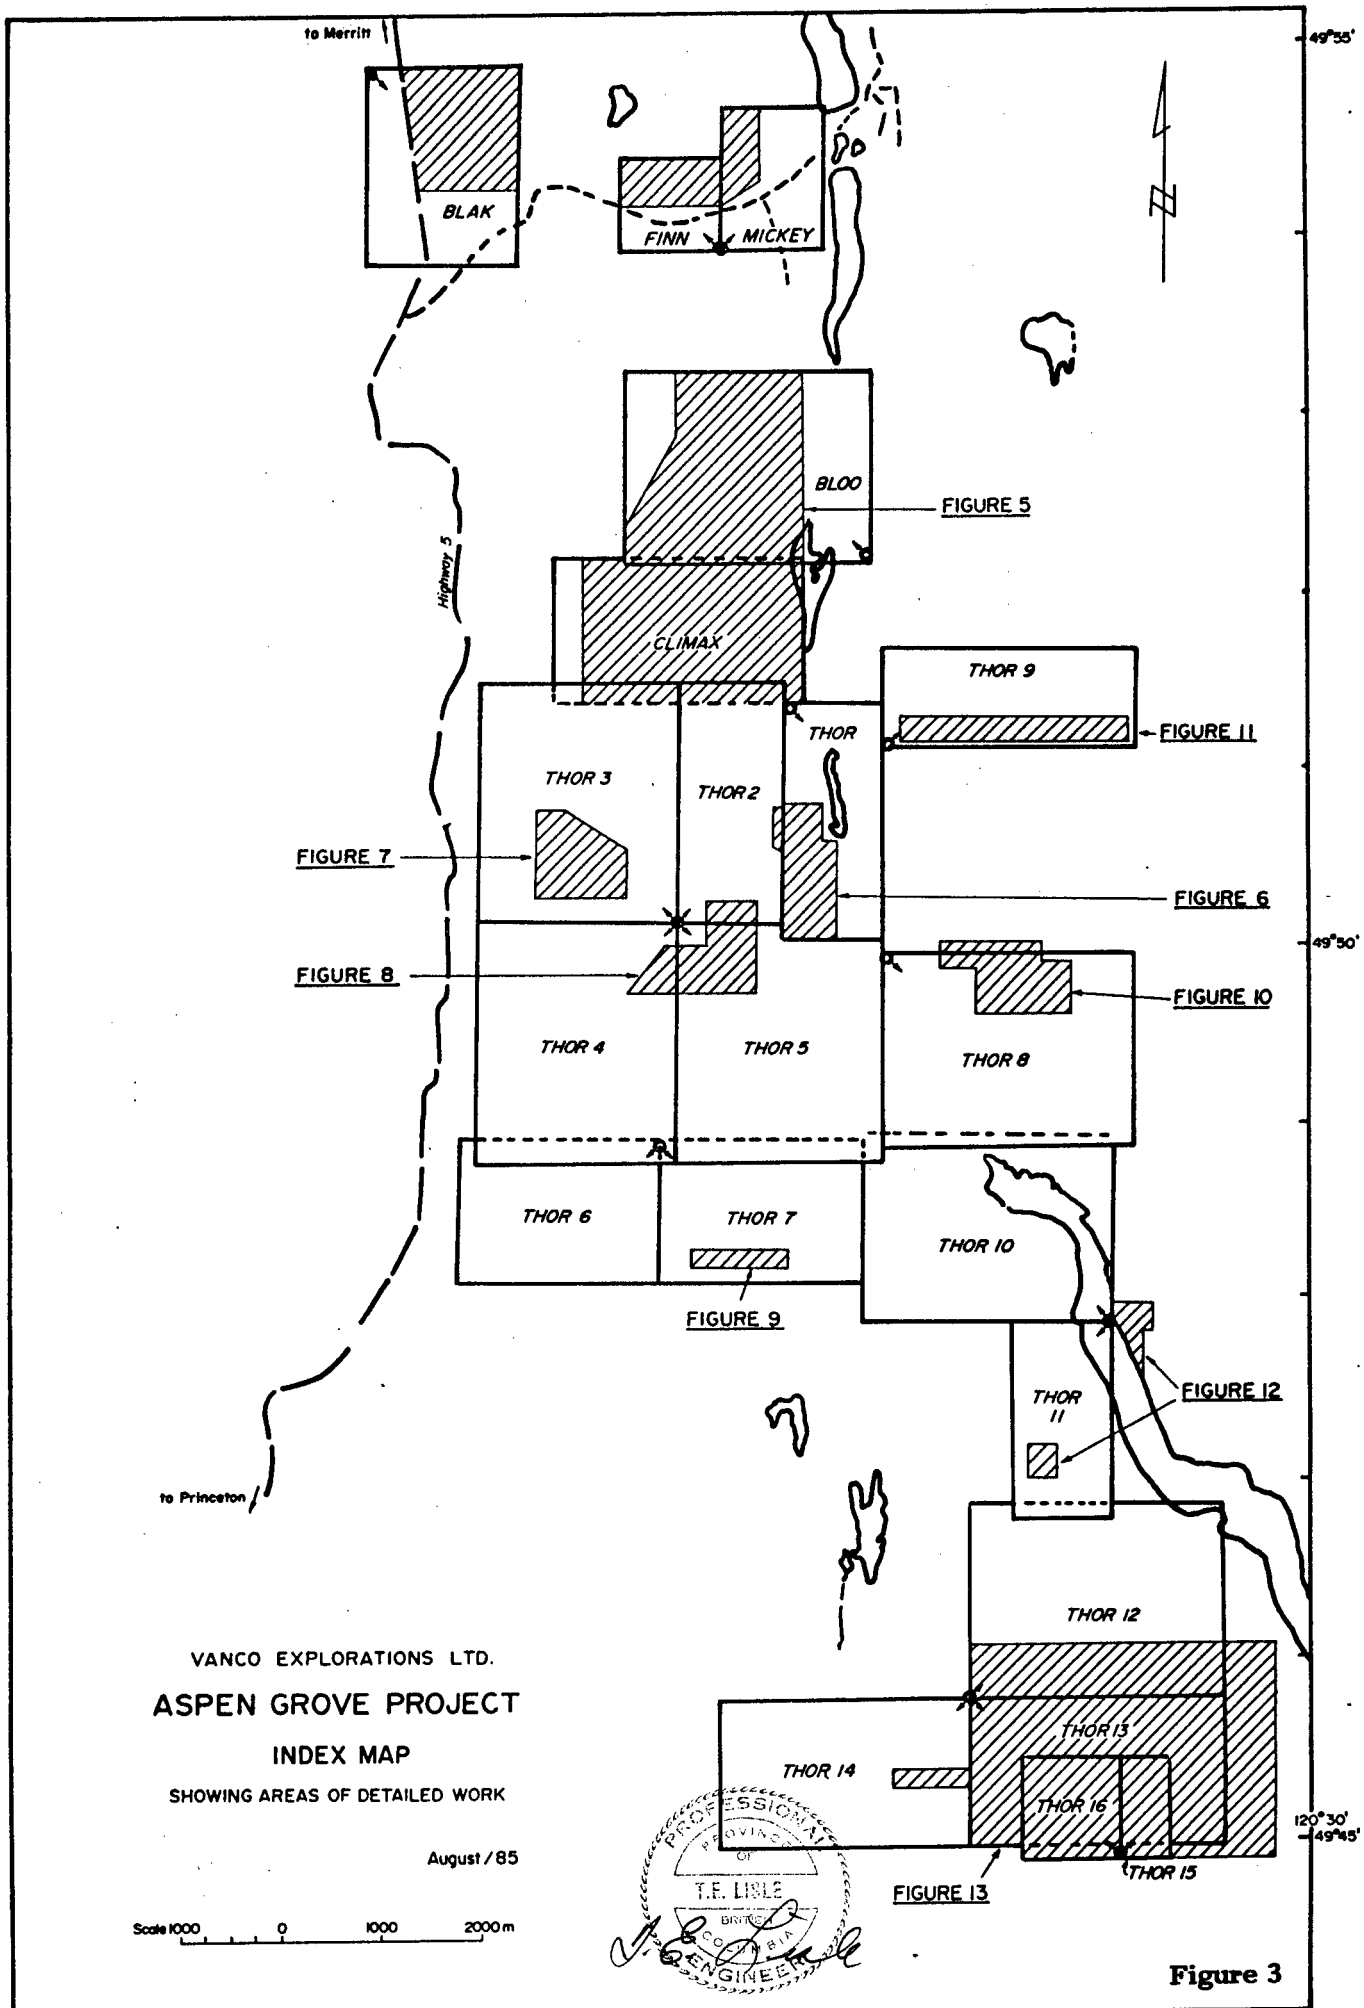 to Merritt
49°55'
BLAK
FINN
MICKEY
BLOO
FIGURE 5
Highway 5
CLIMAX
THOR 9
THOR
FIGURE 11
THOR 3
THOR 2
FIGURE 7
FIGURE 6
49°50'
FIGURE 8
FIGURE 10
THOR 4
THOR 5
THOR 8
THOR 6
THOR 7
THOR 10
FIGURE 9
FIGURE 12
THOR
11
to Princeton
THOR 12
VANCO EXPLORATIONS LTD.
ASPEN GROVE PROJECT
INDEX MAP
SHOWING AREAS OF DETAILED WORK
August / 85
THOR 13
THOR 14
THOR 16
120°30'
49°45'
THOR 15
FIGURE 13
PROFESSIONAL
PROVINCE
OF
T.E. LISLE
BRITISH
COLUMBIA
ENGINEER
Scale 1000 0 1000 2000 m
Figure 3